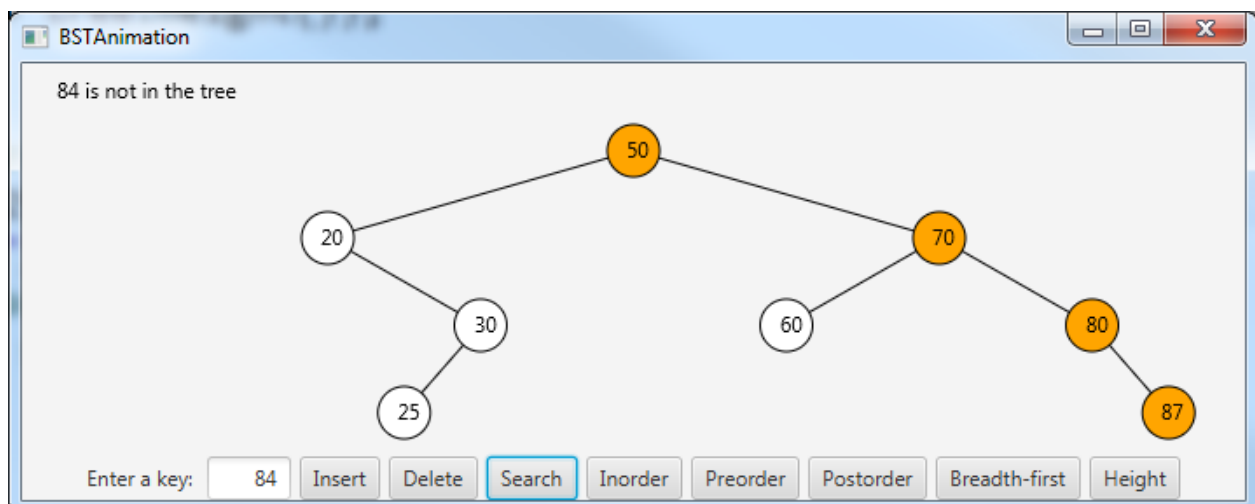 BSTAnimation
84 is not in the tree
50
20 70
30 60 80
25 87
Enter a key: 84 Insert Delete Search Inorder Preorder Postorder Breadth-first Height